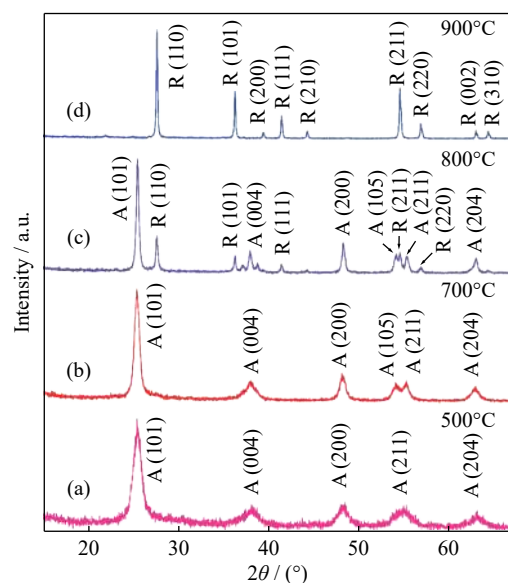 900°C
R (110)
R (101)
R (200)
R (111)
R (210)
R (211)
R (220)
R (002)
R (310)
(d)
800°C
A (101)
R (110)
R (101)
A (004)
R (111)
A (200)
A (105)
R (211)
A (211)
R (220)
A (204)
(c)
700°C
A (101)
A (004)
A (200)
A (105)
A (211)
A (204)
(b)
500°C
A (101)
A (004)
A (200)
A (211)
A (204)
(a)
Intensity / a.u.
20 30 40 50 60
2θ / (°)